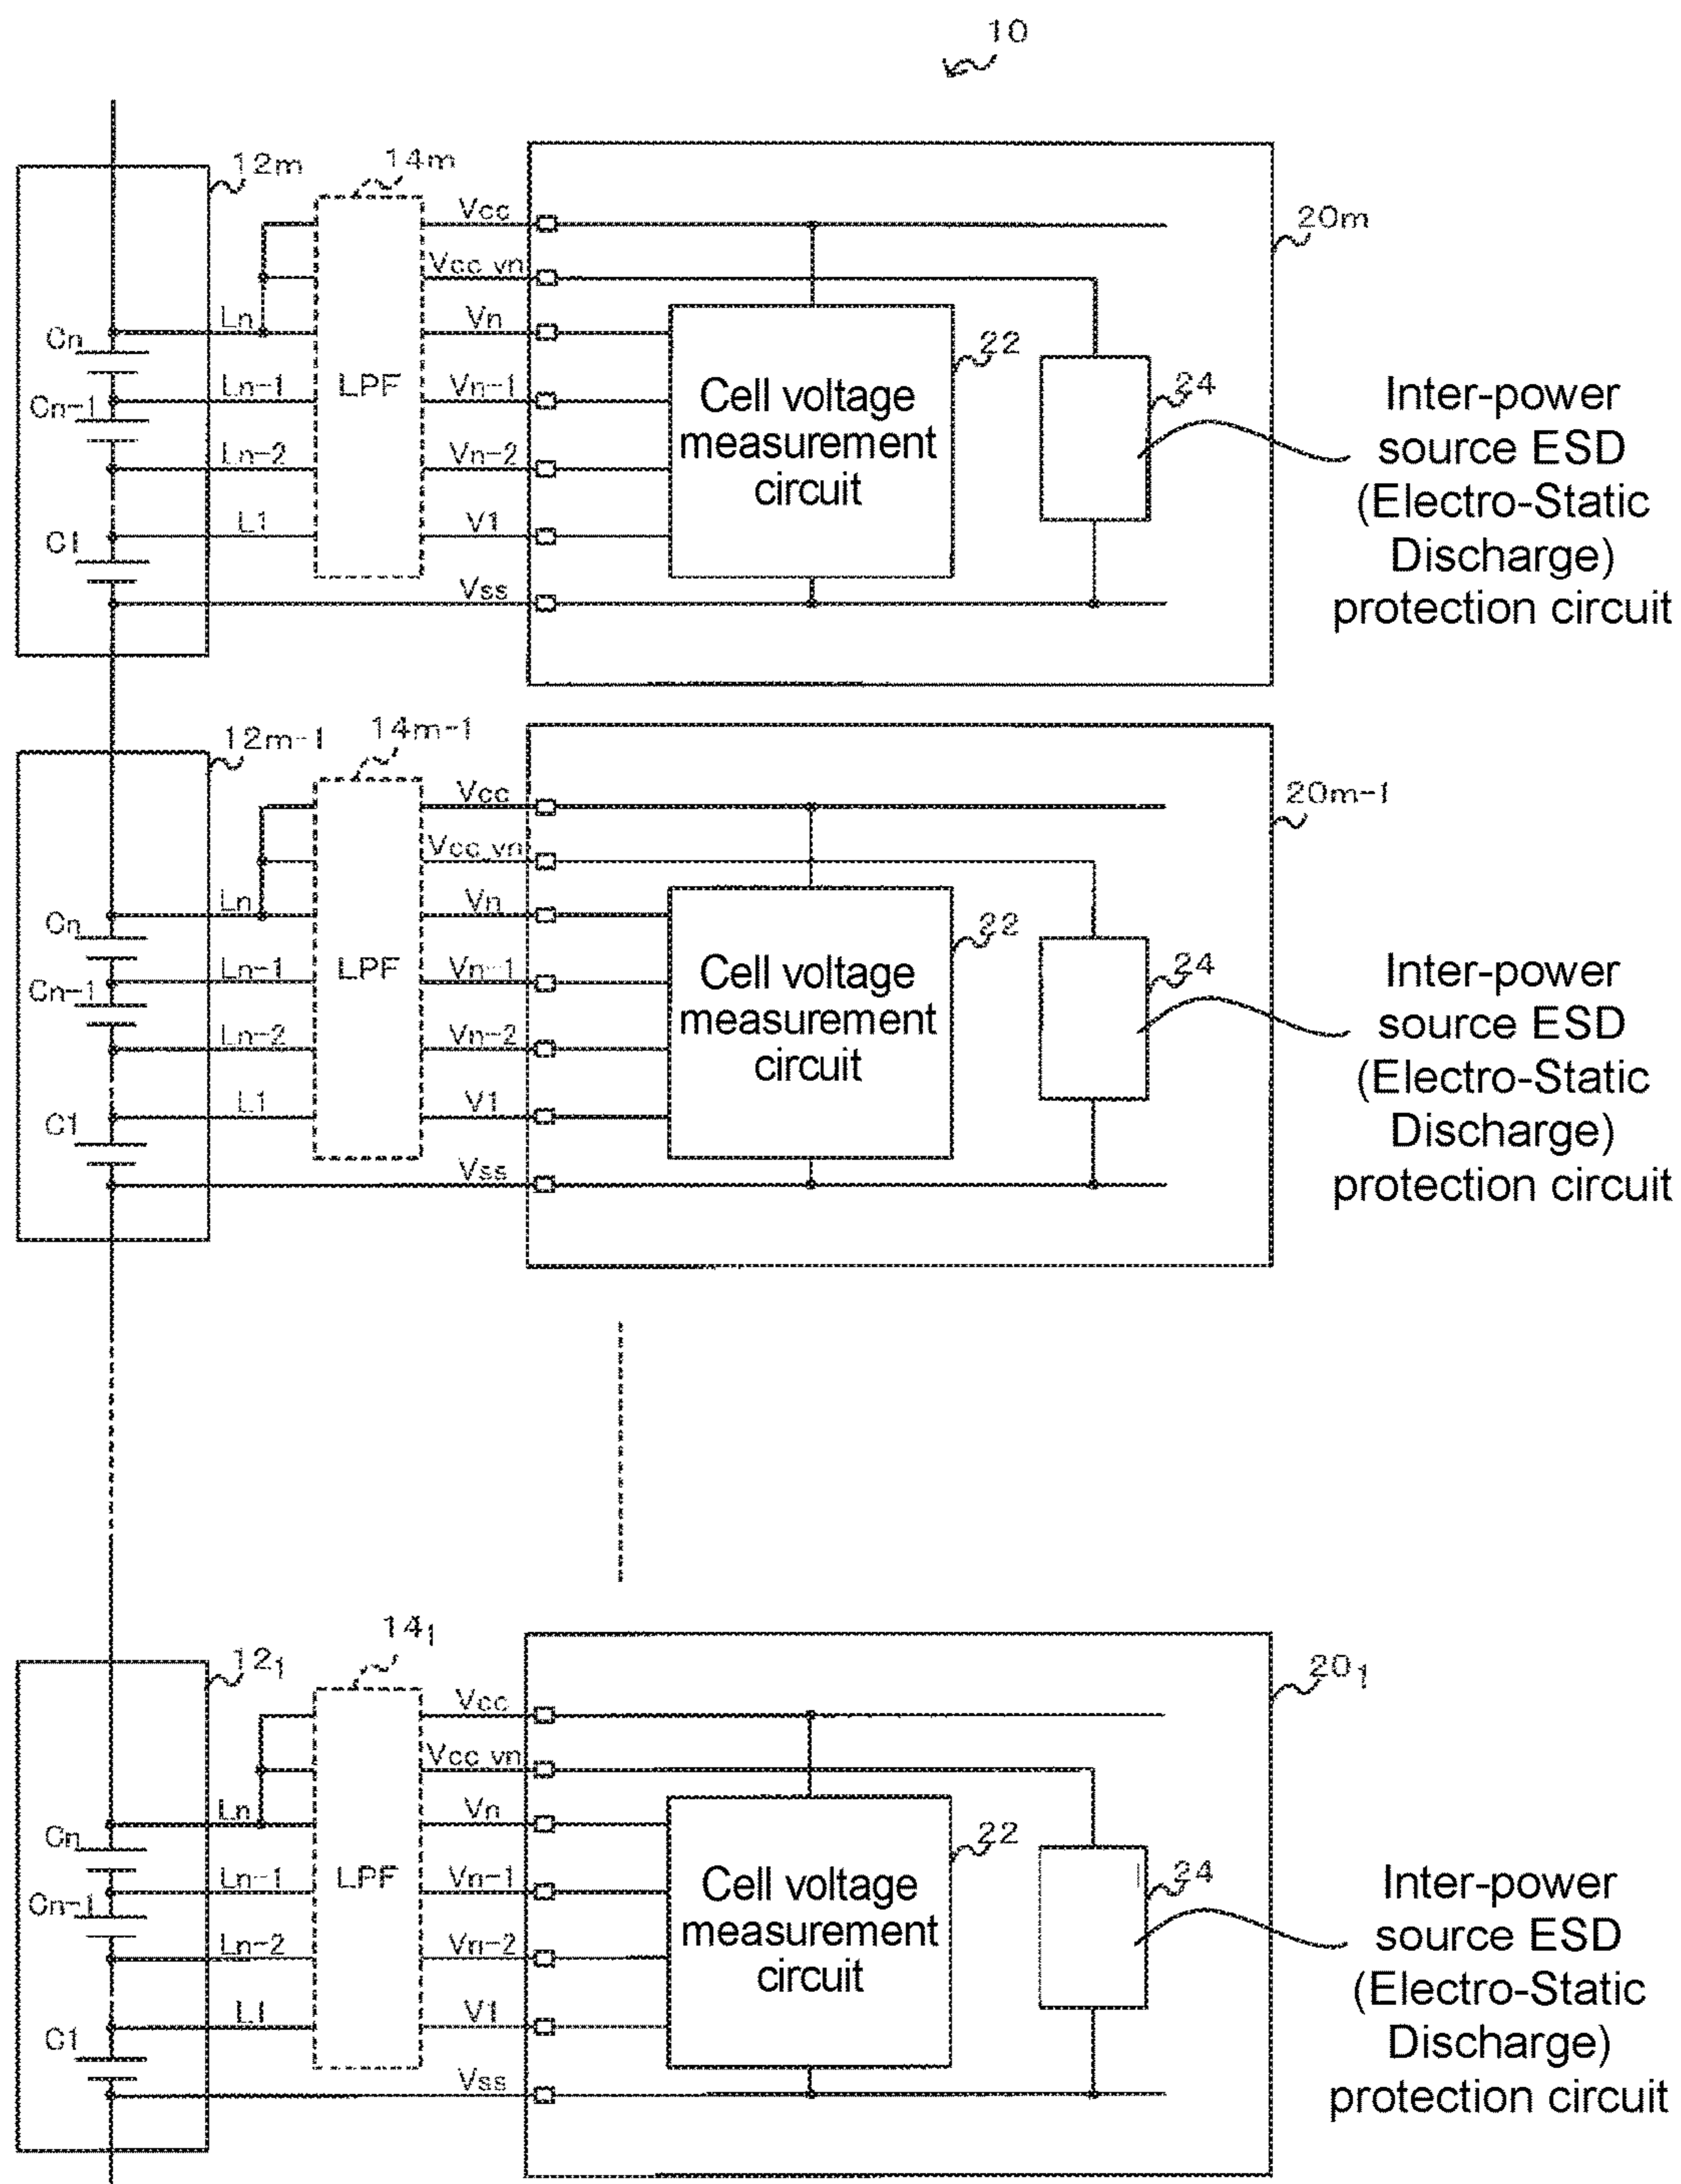 10
12m
14m
Vcc
20m
Vcc_vn
Ln
Vn
22
Cn
Ln-1
LPF
Vn-1
Cell voltage
measurement
circuit
24
Inter-power
source ESD
(Electro-Static
Discharge)
protection circuit
Cn-1
Ln-2
Vn-2
L1
V1
C1
Vss
12m-1
14m-1
Vcc
20m-1
Vcc_vn
Ln
Vn
22
Cn
Ln-1
LPF
Vn-1
Cell voltage
measurement
circuit
24
Inter-power
source ESD
(Electro-Static
Discharge)
protection circuit
Cn-1
Ln-2
Vn-2
L1
V1
C1
Vss
12₁
14₁
Vcc
20₁
Vcc_vn
Ln
Vn
22
Cn
Ln-1
LPF
Vn-1
Cell voltage
measurement
circuit
24
Inter-power
source ESD
(Electro-Static
Discharge)
protection circuit
Cn-1
Ln-2
Vn-2
L1
V1
C1
Vss